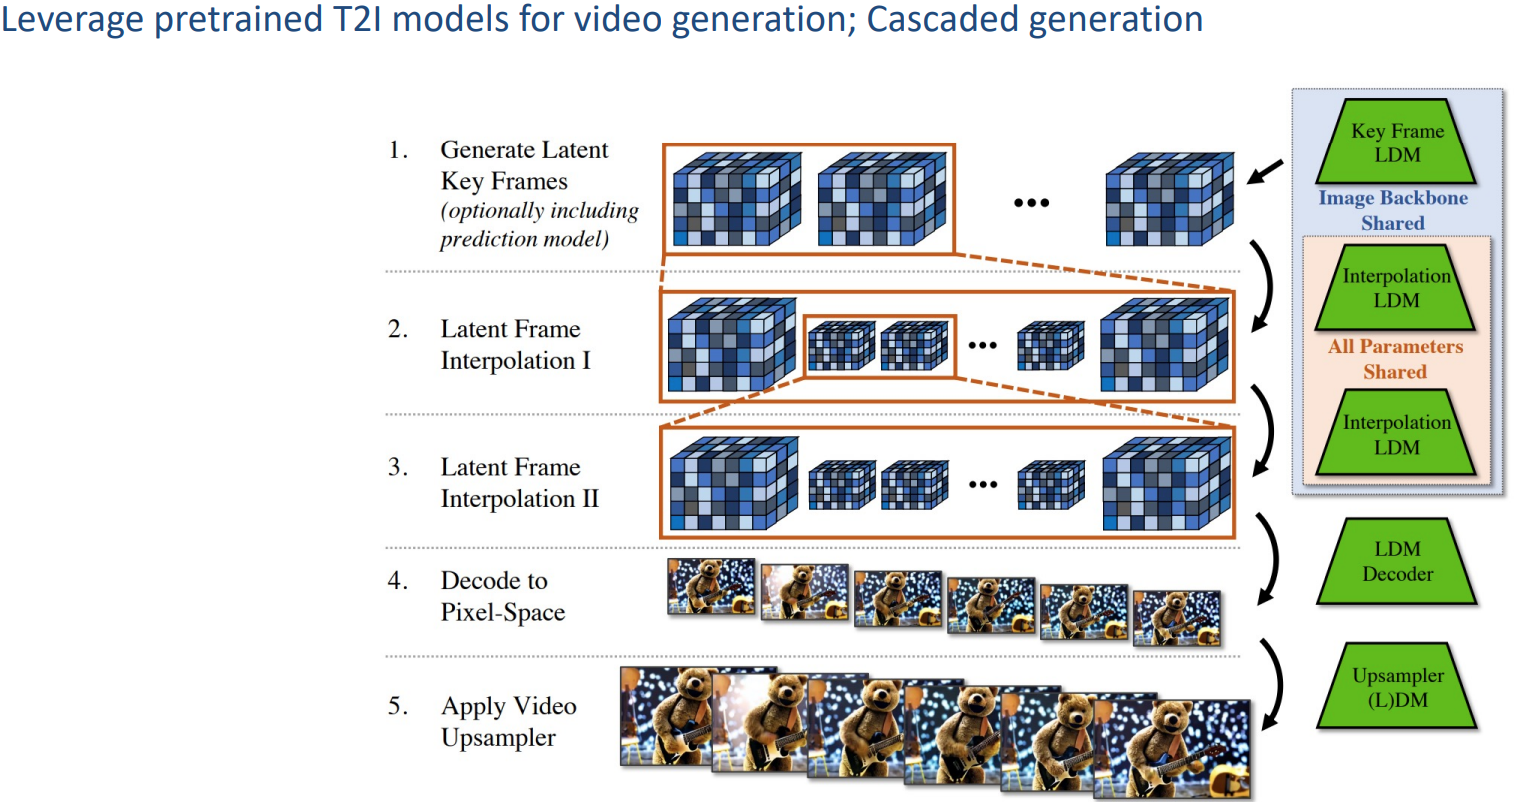 Leverage pretrained T2I models for video generation; Cascaded generation
1. Generate Latent
Key Frames
(optionally including
prediction model)
Key Frame
LDM
Image Backbone
Shared
2. Latent Frame
Interpolation I
Interpolation
LDM
All Parameters
Shared
3. Latent Frame
Interpolation II
Interpolation
LDM
4. Decode to
Pixel-Space
LDM
Decoder
5. Apply Video
Upsampler
Upsampler
(L)DM